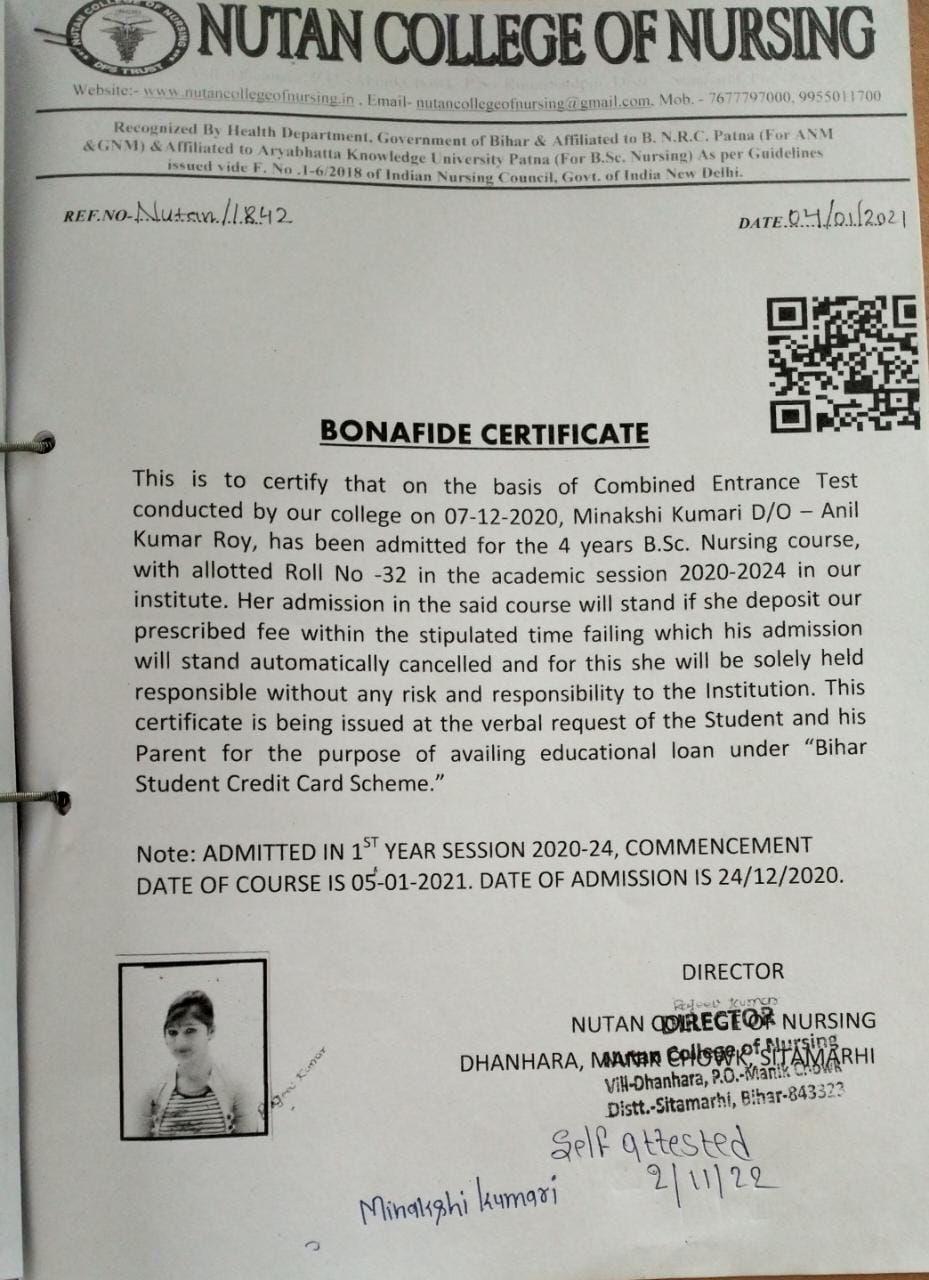 NUTAN COLLEGE OF NURSING
DPS TRUST
NUTAN COLLEGE OF NURSING
Website:- www.nutancollegeofnursing.in , Email- nutancollegeofnursing@gmail.com. Mob. - 7677797000, 9955011700
Recognized By Health Department, Government of Bihar & Affiliated to B. N.R.C. Patna (For ANM
&GNM) & Affiliated to Aryabhatta Knowledge University Patna (For B.Sc. Nursing) As per Guidelines
issued vide F. No .1-6/2018 of Indian Nursing Council, Govt. of India New Delhi.
REF.NO-Nutan/1842
DATE.04/01/2021
BONAFIDE CERTIFICATE
This is to certify that on the basis of Combined Entrance Test
conducted by our college on 07-12-2020, Minakshi Kumari D/O – Anil
Kumar Roy, has been admitted for the 4 years B.Sc. Nursing course,
with allotted Roll No -32 in the academic session 2020-2024 in our
institute. Her admission in the said course will stand if she deposit our
prescribed fee within the stipulated time failing which his admission
will stand automatically cancelled and for this she will be solely held
responsible without any risk and responsibility to the Institution. This
certificate is being issued at the verbal request of the Student and his
Parent for the purpose of availing educational loan under “Bihar
Student Credit Card Scheme.”
Note: ADMITTED IN 1ST YEAR SESSION 2020-24, COMMENCEMENT
DATE OF COURSE IS 05-01-2021. DATE OF ADMISSION IS 24/12/2020.
DIRECTOR
NUTAN COLLEGE OF NURSING
DHANHARA, MANIK CHOWK, SITAMARHI
Rajeev Kumar
DIRECTOR
Nutan College of Nursing
Vill-Dhanhara, P.O.-Manik Chowk
Distt.-Sitamarhi, Bihar-843323
Self attested
2/11/22
Minakshi kumari